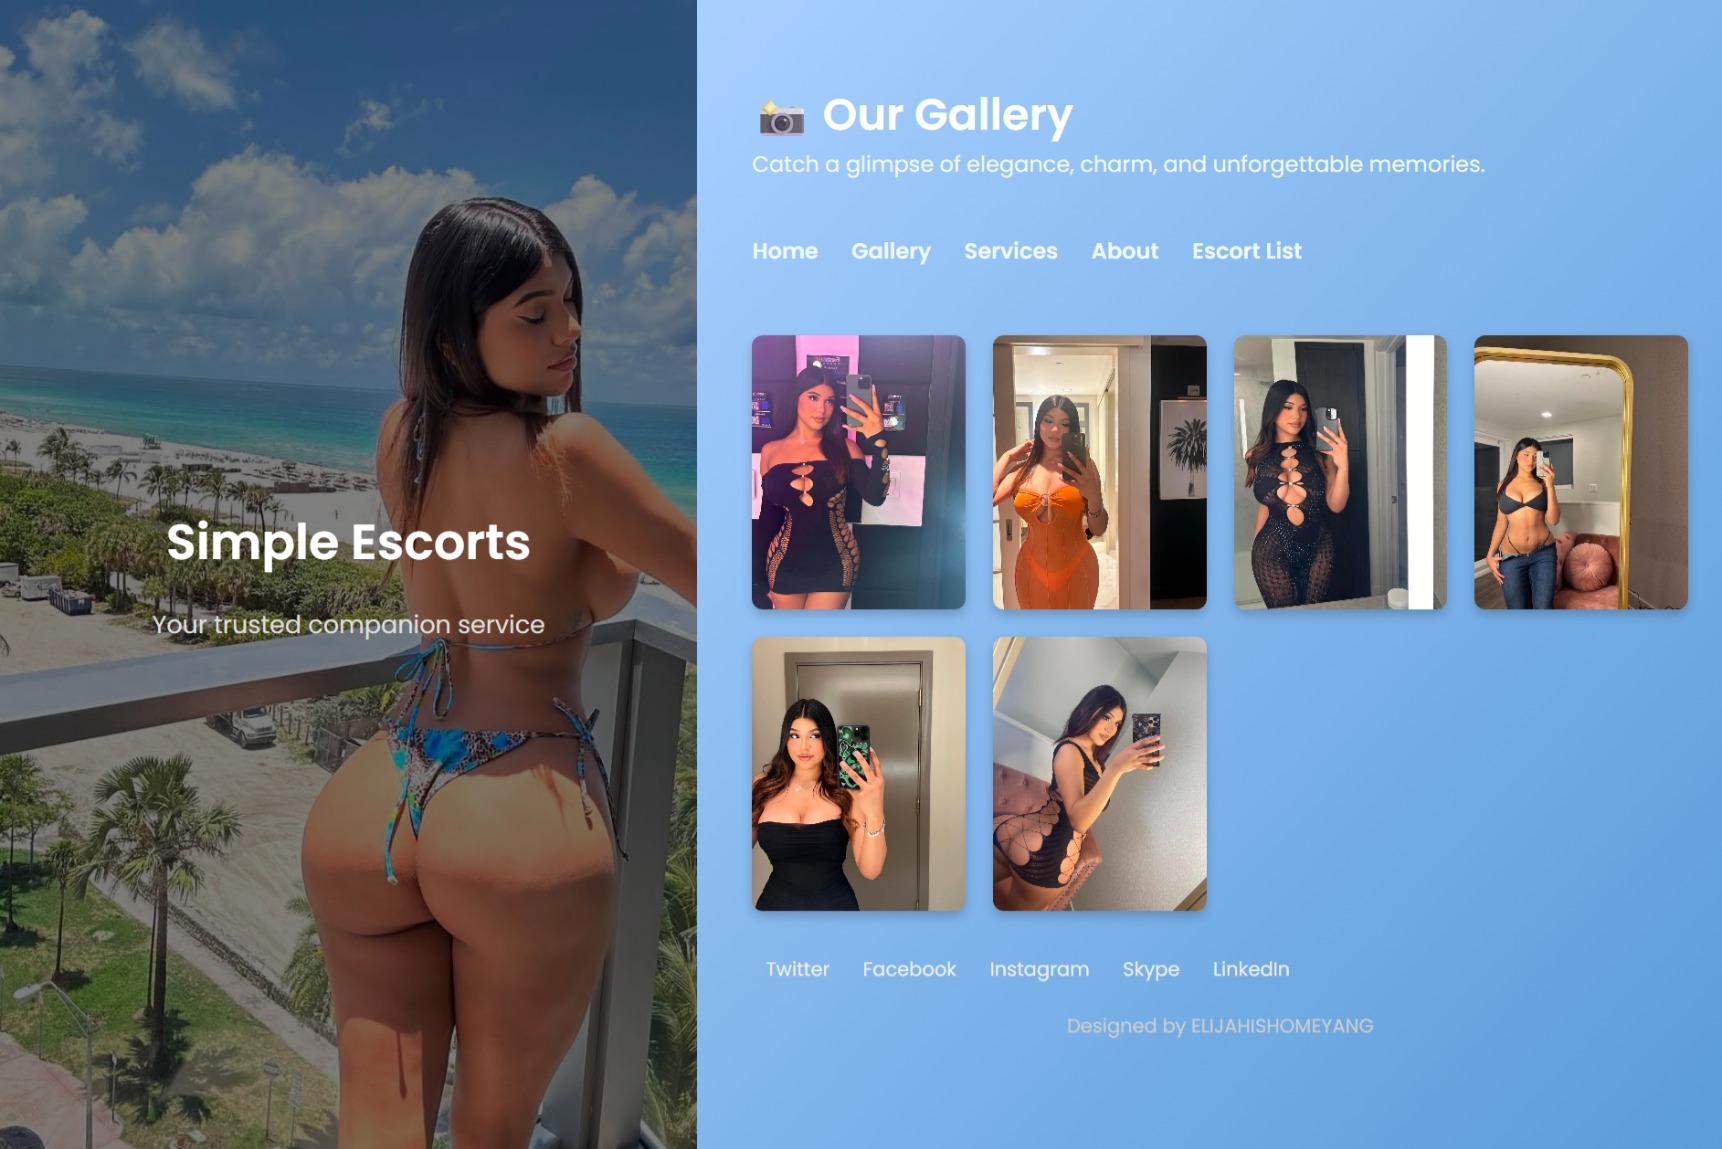 Simple Escorts
Your trusted companion service
📸 Our Gallery
Catch a glimpse of elegance, charm, and unforgettable memories.
Home Gallery Services About Escort List
Twitter Facebook Instagram Skype LinkedIn
Designed by ELIJAHISHOMEYANG